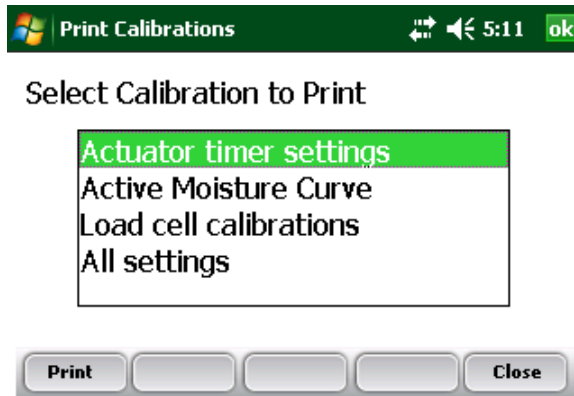 Print Calibrations 5:11 ok
Select Calibration to Print
Actuator timer settings
Active Moisture Curve
Load cell calibrations
All settings
Print Close